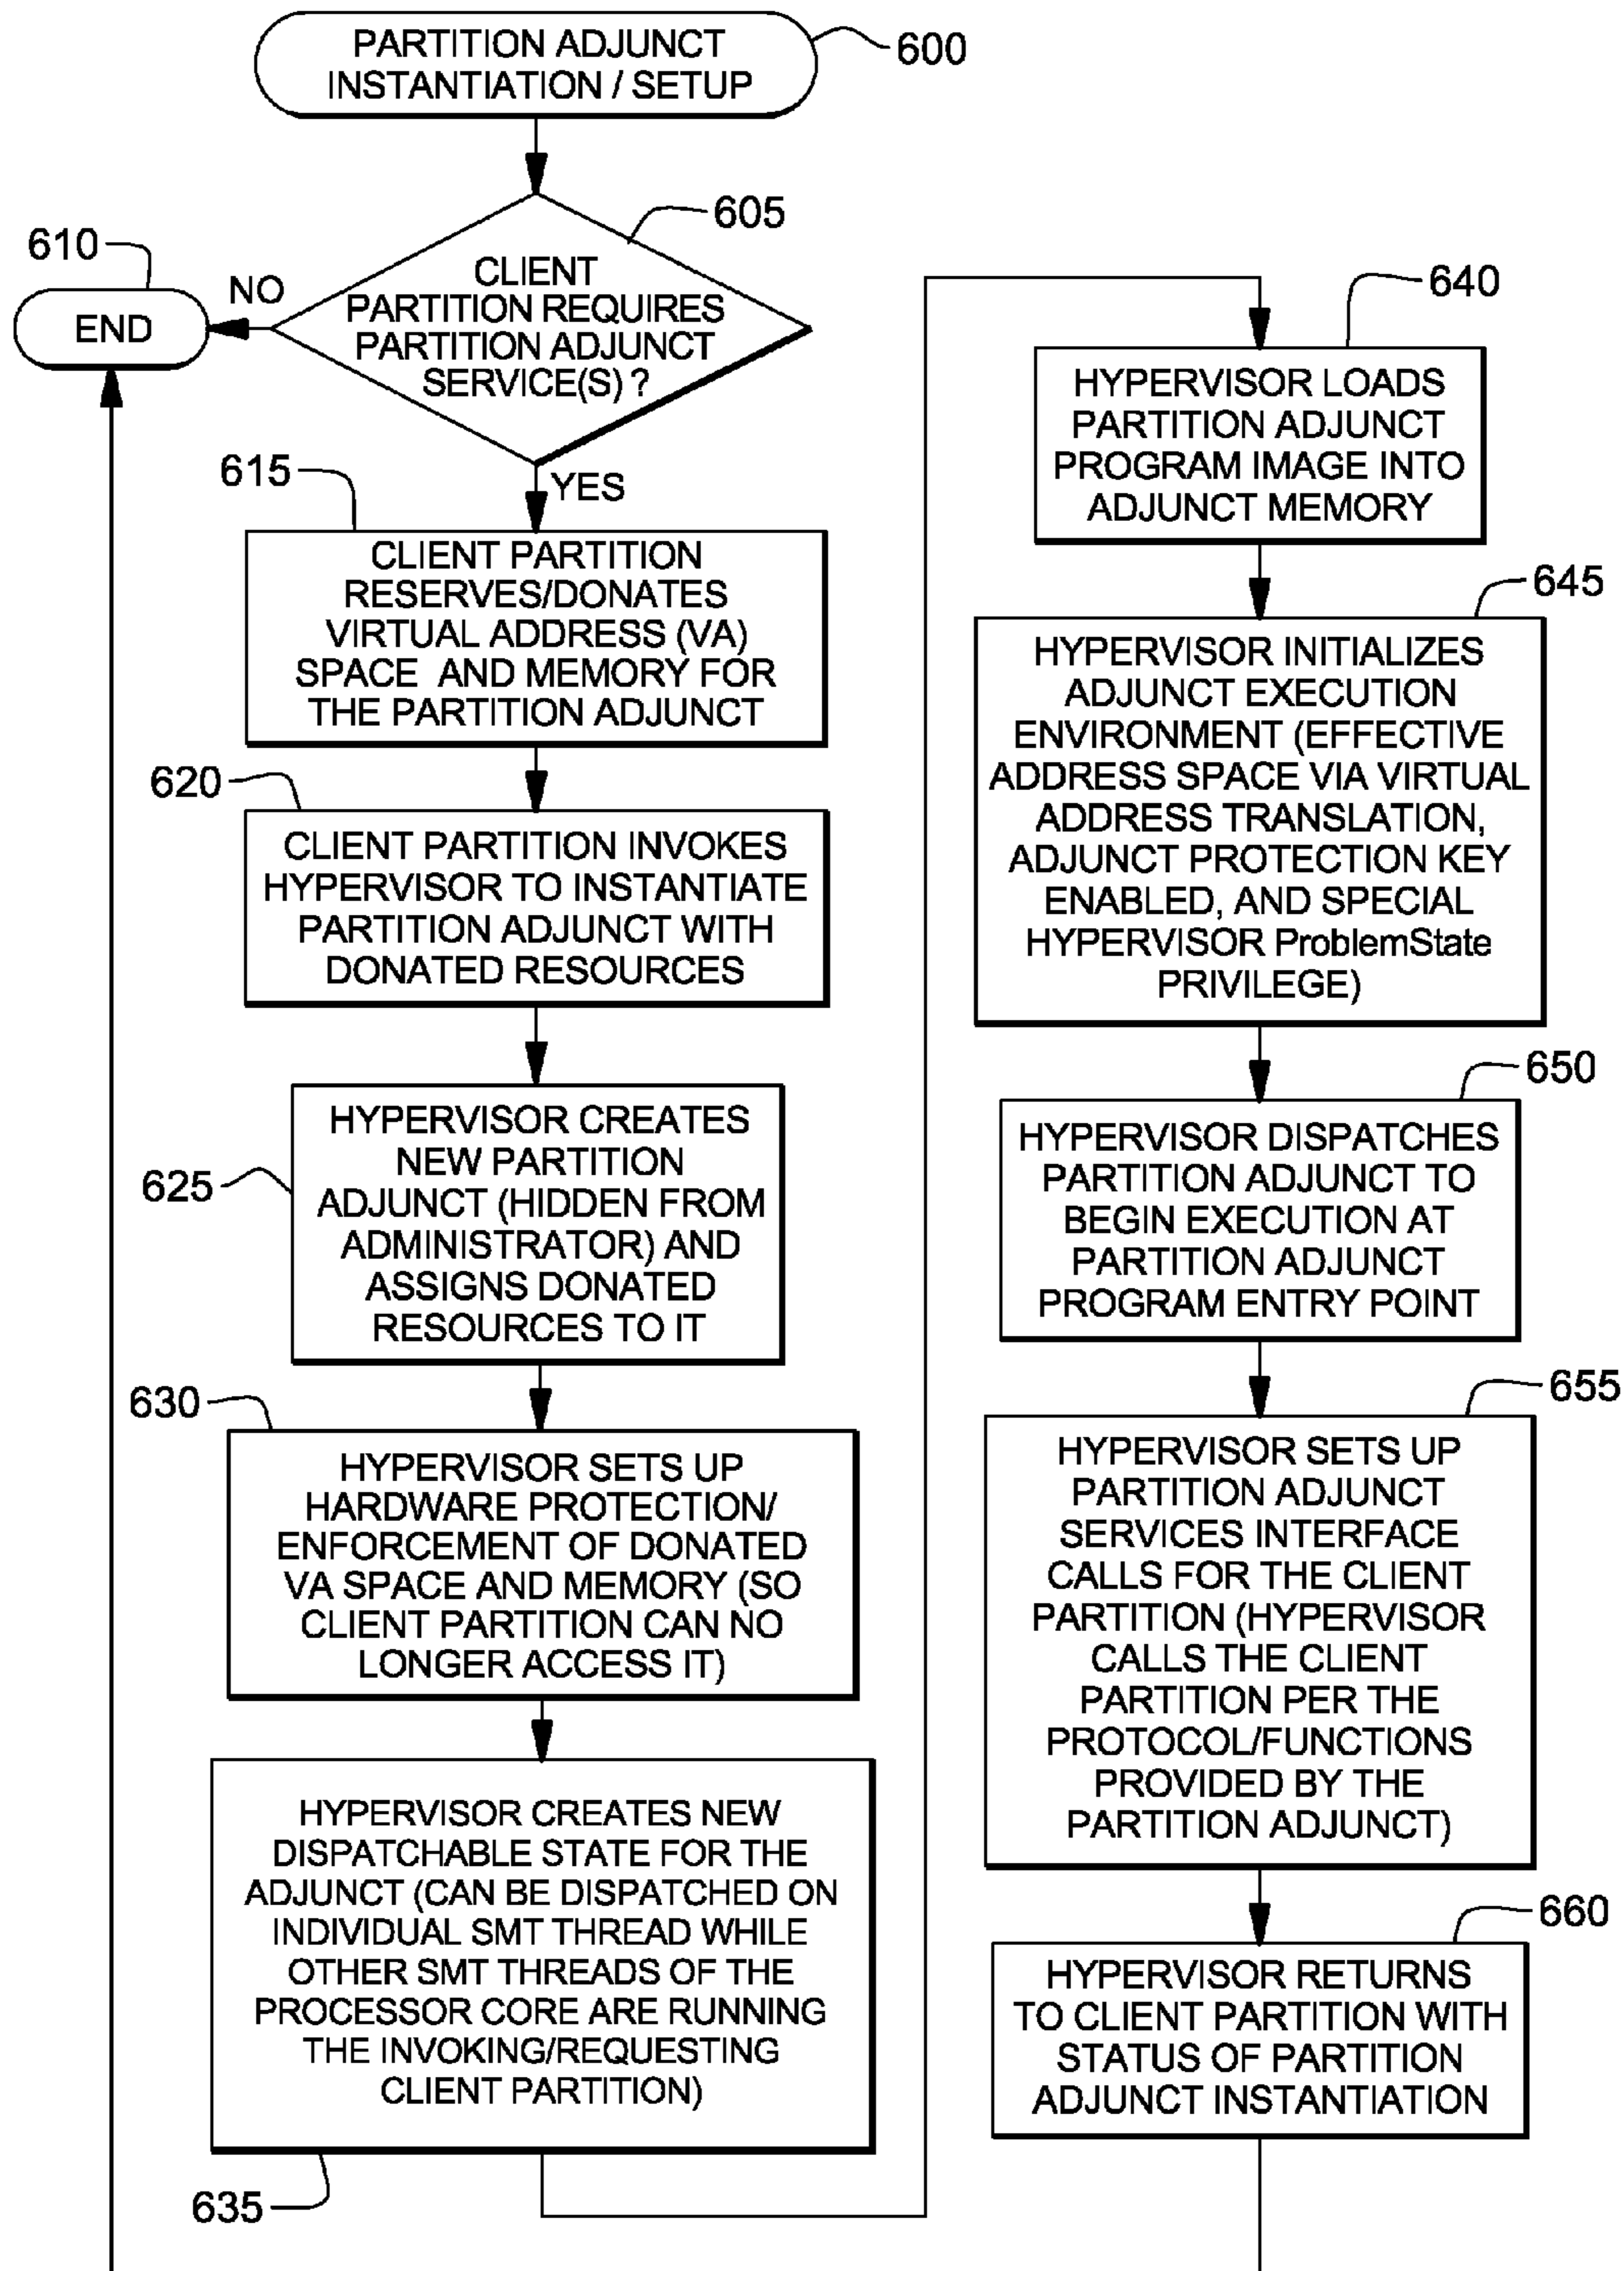 PARTITION ADJUNCT
INSTANTIATION / SETUP
600
605
CLIENT
PARTITION REQUIRES
PARTITION ADJUNCT
SERVICE(S) ?
NO
610
END
YES
615
CLIENT PARTITION
RESERVES/DONATES
VIRTUAL ADDRESS (VA)
SPACE AND MEMORY FOR
THE PARTITION ADJUNCT
620
CLIENT PARTITION INVOKES
HYPERVISOR TO INSTANTIATE
PARTITION ADJUNCT WITH
DONATED RESOURCES
625
HYPERVISOR CREATES
NEW PARTITION
ADJUNCT (HIDDEN FROM
ADMINISTRATOR) AND
ASSIGNS DONATED
RESOURCES TO IT
630
HYPERVISOR SETS UP
HARDWARE PROTECTION/
ENFORCEMENT OF DONATED
VA SPACE AND MEMORY (SO
CLIENT PARTITION CAN NO
LONGER ACCESS IT)
HYPERVISOR CREATES NEW
DISPATCHABLE STATE FOR THE
ADJUNCT (CAN BE DISPATCHED ON
INDIVIDUAL SMT THREAD WHILE
OTHER SMT THREADS OF THE
PROCESSOR CORE ARE RUNNING
THE INVOKING/REQUESTING
CLIENT PARTITION)
635
640
HYPERVISOR LOADS
PARTITION ADJUNCT
PROGRAM IMAGE INTO
ADJUNCT MEMORY
645
HYPERVISOR INITIALIZES
ADJUNCT EXECUTION
ENVIRONMENT (EFFECTIVE
ADDRESS SPACE VIA VIRTUAL
ADDRESS TRANSLATION,
ADJUNCT PROTECTION KEY
ENABLED, AND SPECIAL
HYPERVISOR ProblemState
PRIVILEGE)
650
HYPERVISOR DISPATCHES
PARTITION ADJUNCT TO
BEGIN EXECUTION AT
PARTITION ADJUNCT
PROGRAM ENTRY POINT
655
HYPERVISOR SETS UP
PARTITION ADJUNCT
SERVICES INTERFACE
CALLS FOR THE CLIENT
PARTITION (HYPERVISOR
CALLS THE CLIENT
PARTITION PER THE
PROTOCOL/FUNCTIONS
PROVIDED BY THE
PARTITION ADJUNCT)
660
HYPERVISOR RETURNS
TO CLIENT PARTITION WITH
STATUS OF PARTITION
ADJUNCT INSTANTIATION